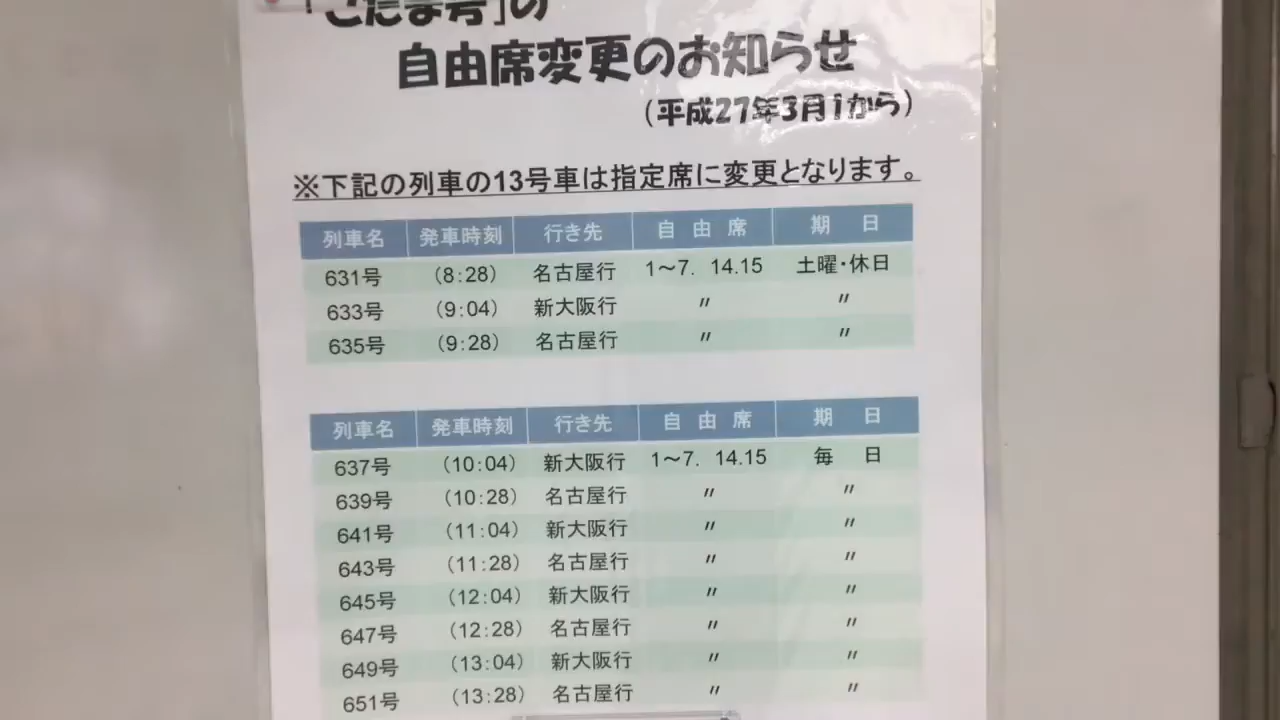 「こだま号」の
自由席変更のお知らせ
（平成27年3月1から）
※下記の列車の13号車は指定席に変更となります。
列車名 発車時刻 行き先 自由席 期日
631号 （8：28） 名古屋行 1～7．14.15 土曜・休日
633号 （9：04） 新大阪行 〃 〃
635号 （9：28） 名古屋行 〃 〃
列車名 発車時刻 行き先 自由席 期日
637号 （10：04） 新大阪行 1～7．14.15 毎日
639号 （10：28） 名古屋行 〃 〃
641号 （11：04） 新大阪行 〃 〃
643号 （11：28） 名古屋行 〃 〃
645号 （12：04） 新大阪行 〃 〃
647号 （12：28） 名古屋行 〃 〃
649号 （13：04） 新大阪行 〃 〃
651号 （13：28） 名古屋行 〃 〃